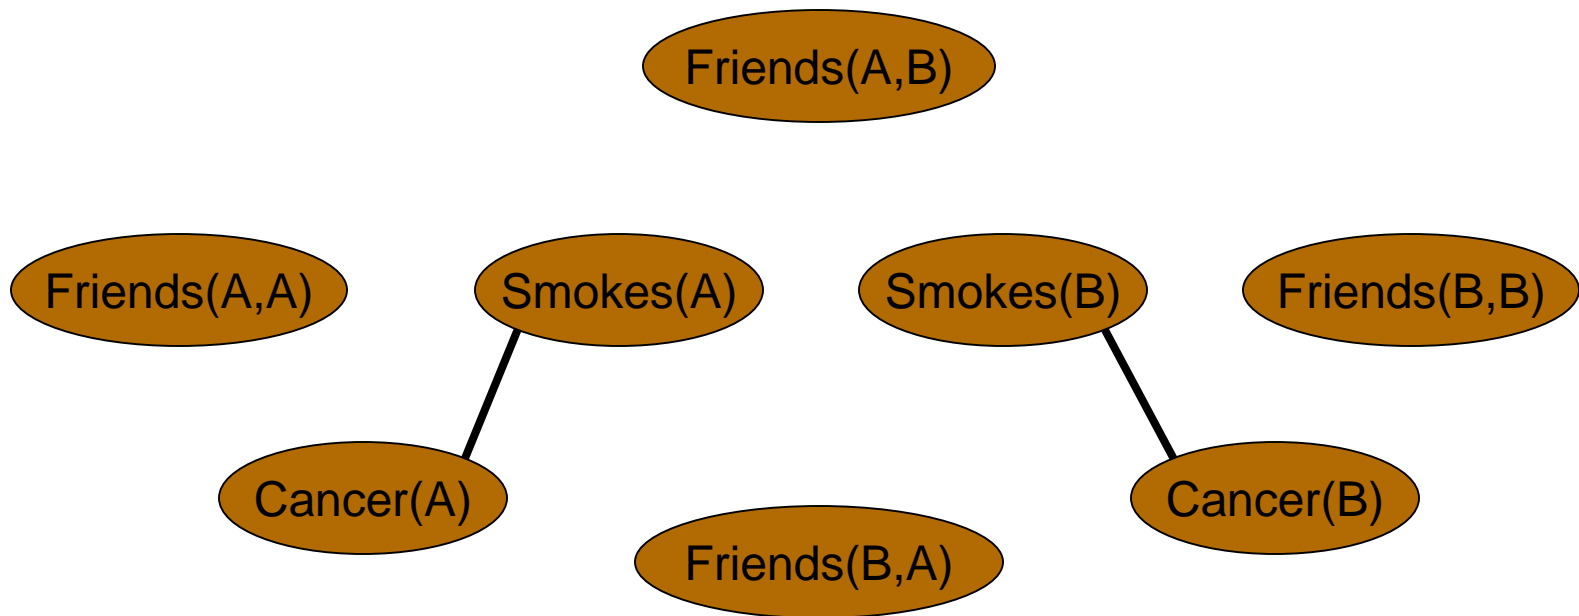 Friends(A,B)
Friends(A,A)
Smokes(A)
Smokes(B)
Friends(B,B)
Cancer(A)
Cancer(B)
Friends(B,A)